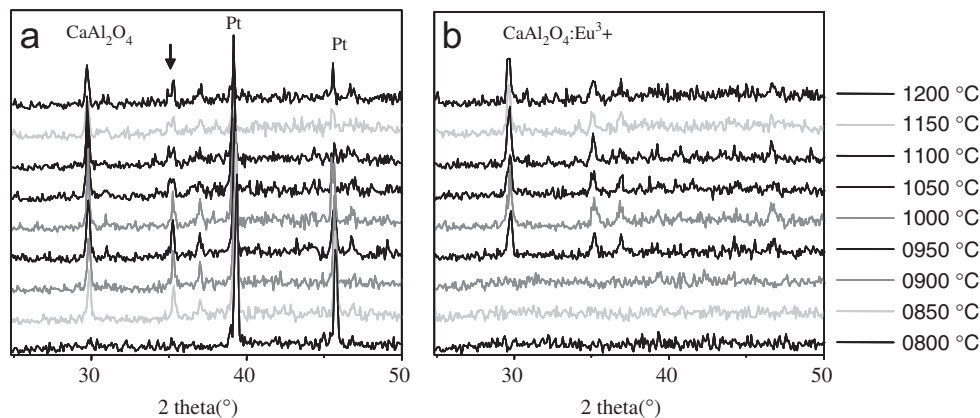 a
CaAl₂O₄
Pt
Pt
30
40
50
2 theta(°)
b
CaAl₂O₄:Eu³+
30
40
50
2 theta(°)
1200 °C
1150 °C
1100 °C
1050 °C
1000 °C
0950 °C
0900 °C
0850 °C
0800 °C